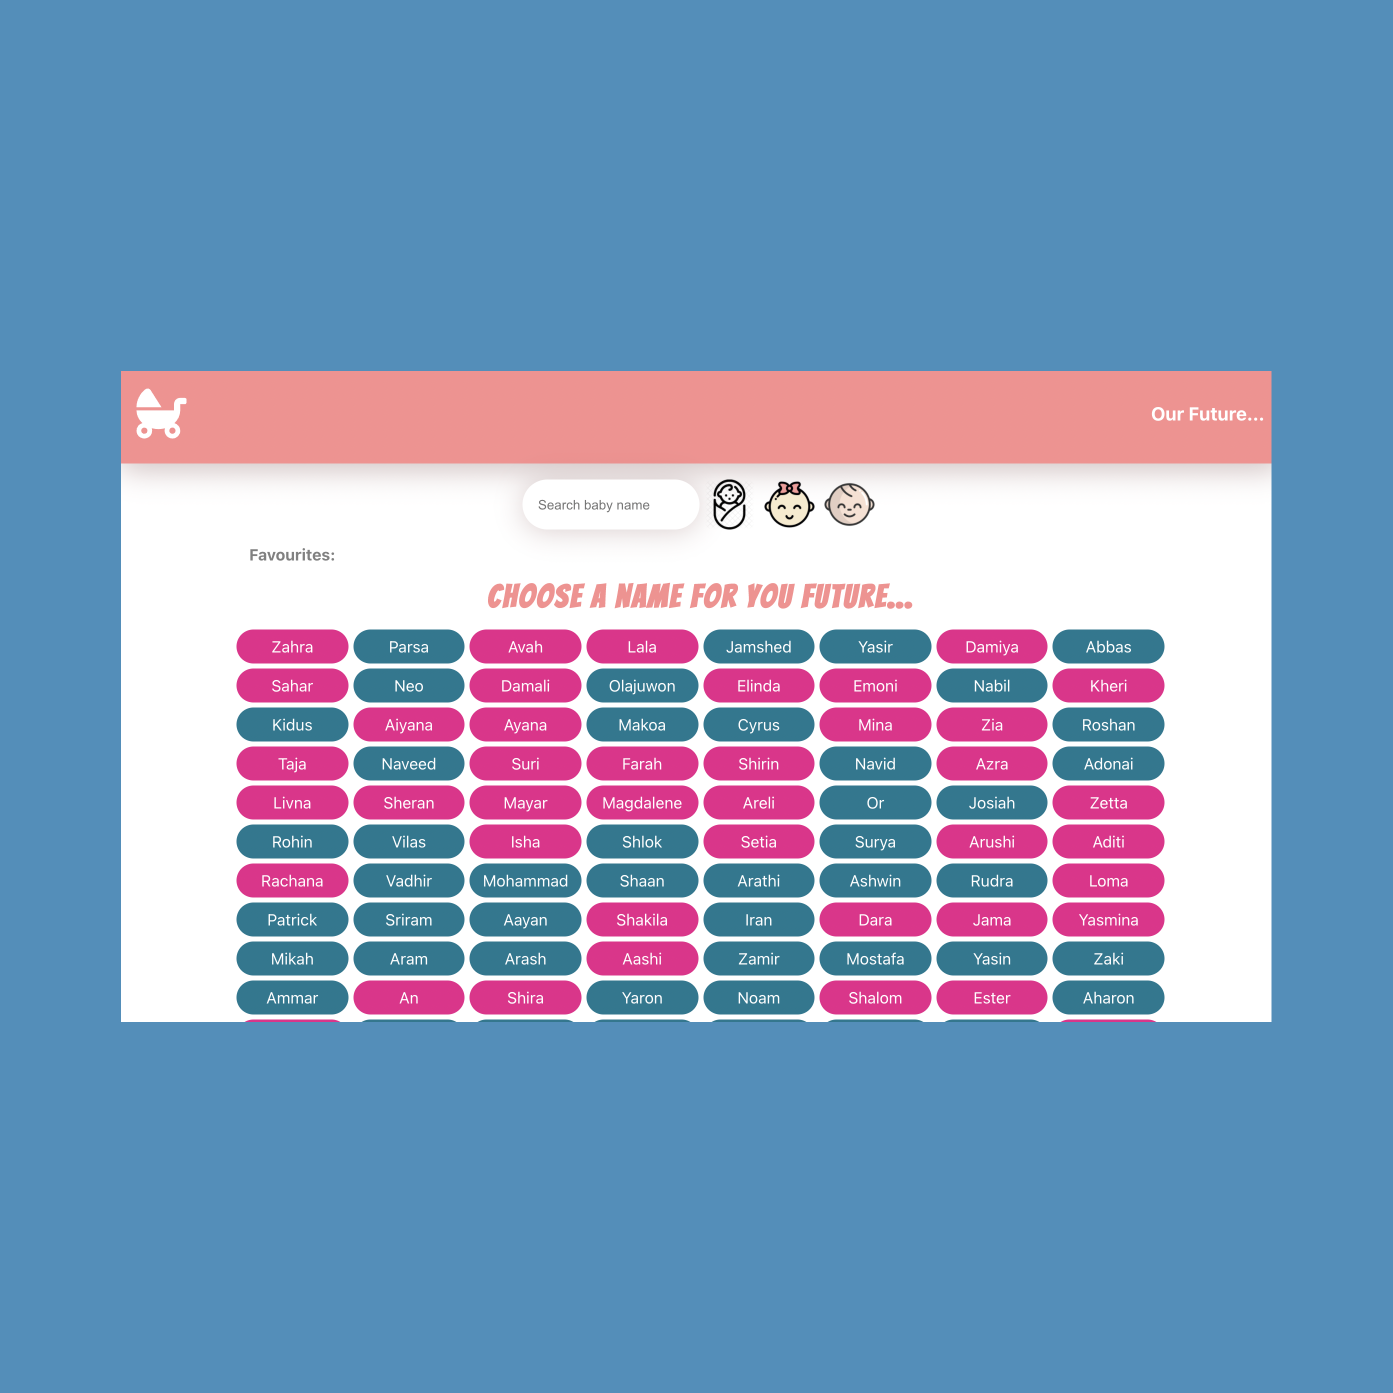 Our Future...
Search baby name
Favourites:
CHOOSE A NAME FOR YOU FUTURE...
Zahra Parsa Avah Lala Jamshed Yasir Damiya Abbas
Sahar Neo Damali Olajuwon Elinda Emoni Nabil Kheri
Kidus Aiyana Ayana Makoa Cyrus Mina Zia Roshan
Taja Naveed Suri Farah Shirin Navid Azra Adonai
Livna Sheran Mayar Magdalene Areli Or Josiah Zetta
Rohin Vilas Isha Shlok Setia Surya Arushi Aditi
Rachana Vadhir Mohammad Shaan Arathi Ashwin Rudra Loma
Patrick Sriram Aayan Shakila Iran Dara Jama Yasmina
Mikah Aram Arash Aashi Zamir Mostafa Yasin Zaki
Ammar An Shira Yaron Noam Shalom Ester Aharon